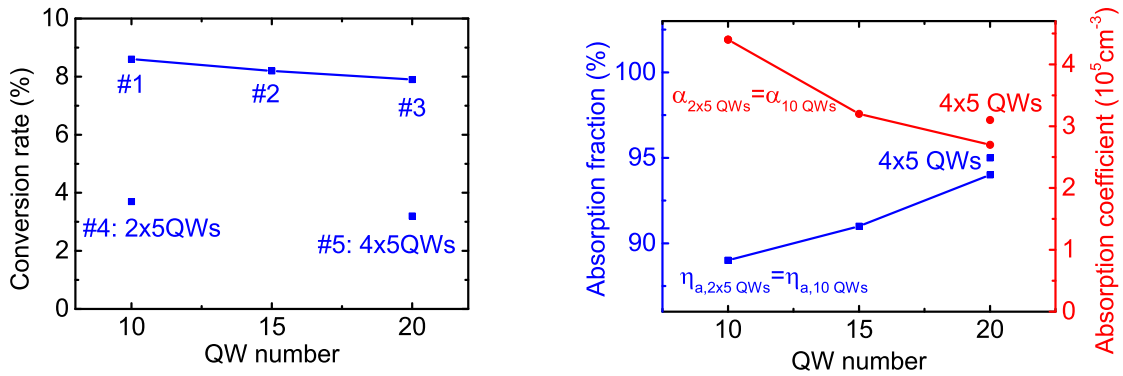 10
8
6
4
2
0
Conversion rate (%)
#1
#2
#3
#4: 2x5QWs
#5: 4x5QWs
10 15 20
QW number
100
95
90
Absorption fraction (%)
α2x5 QWs=α10 QWs
4x5 QWs
4x5 QWs
ηa,2x5 QWs=ηa,10 QWs
4
3
2
1
0
Absorption coefficient (10⁵cm⁻³)
10 15 20
QW number